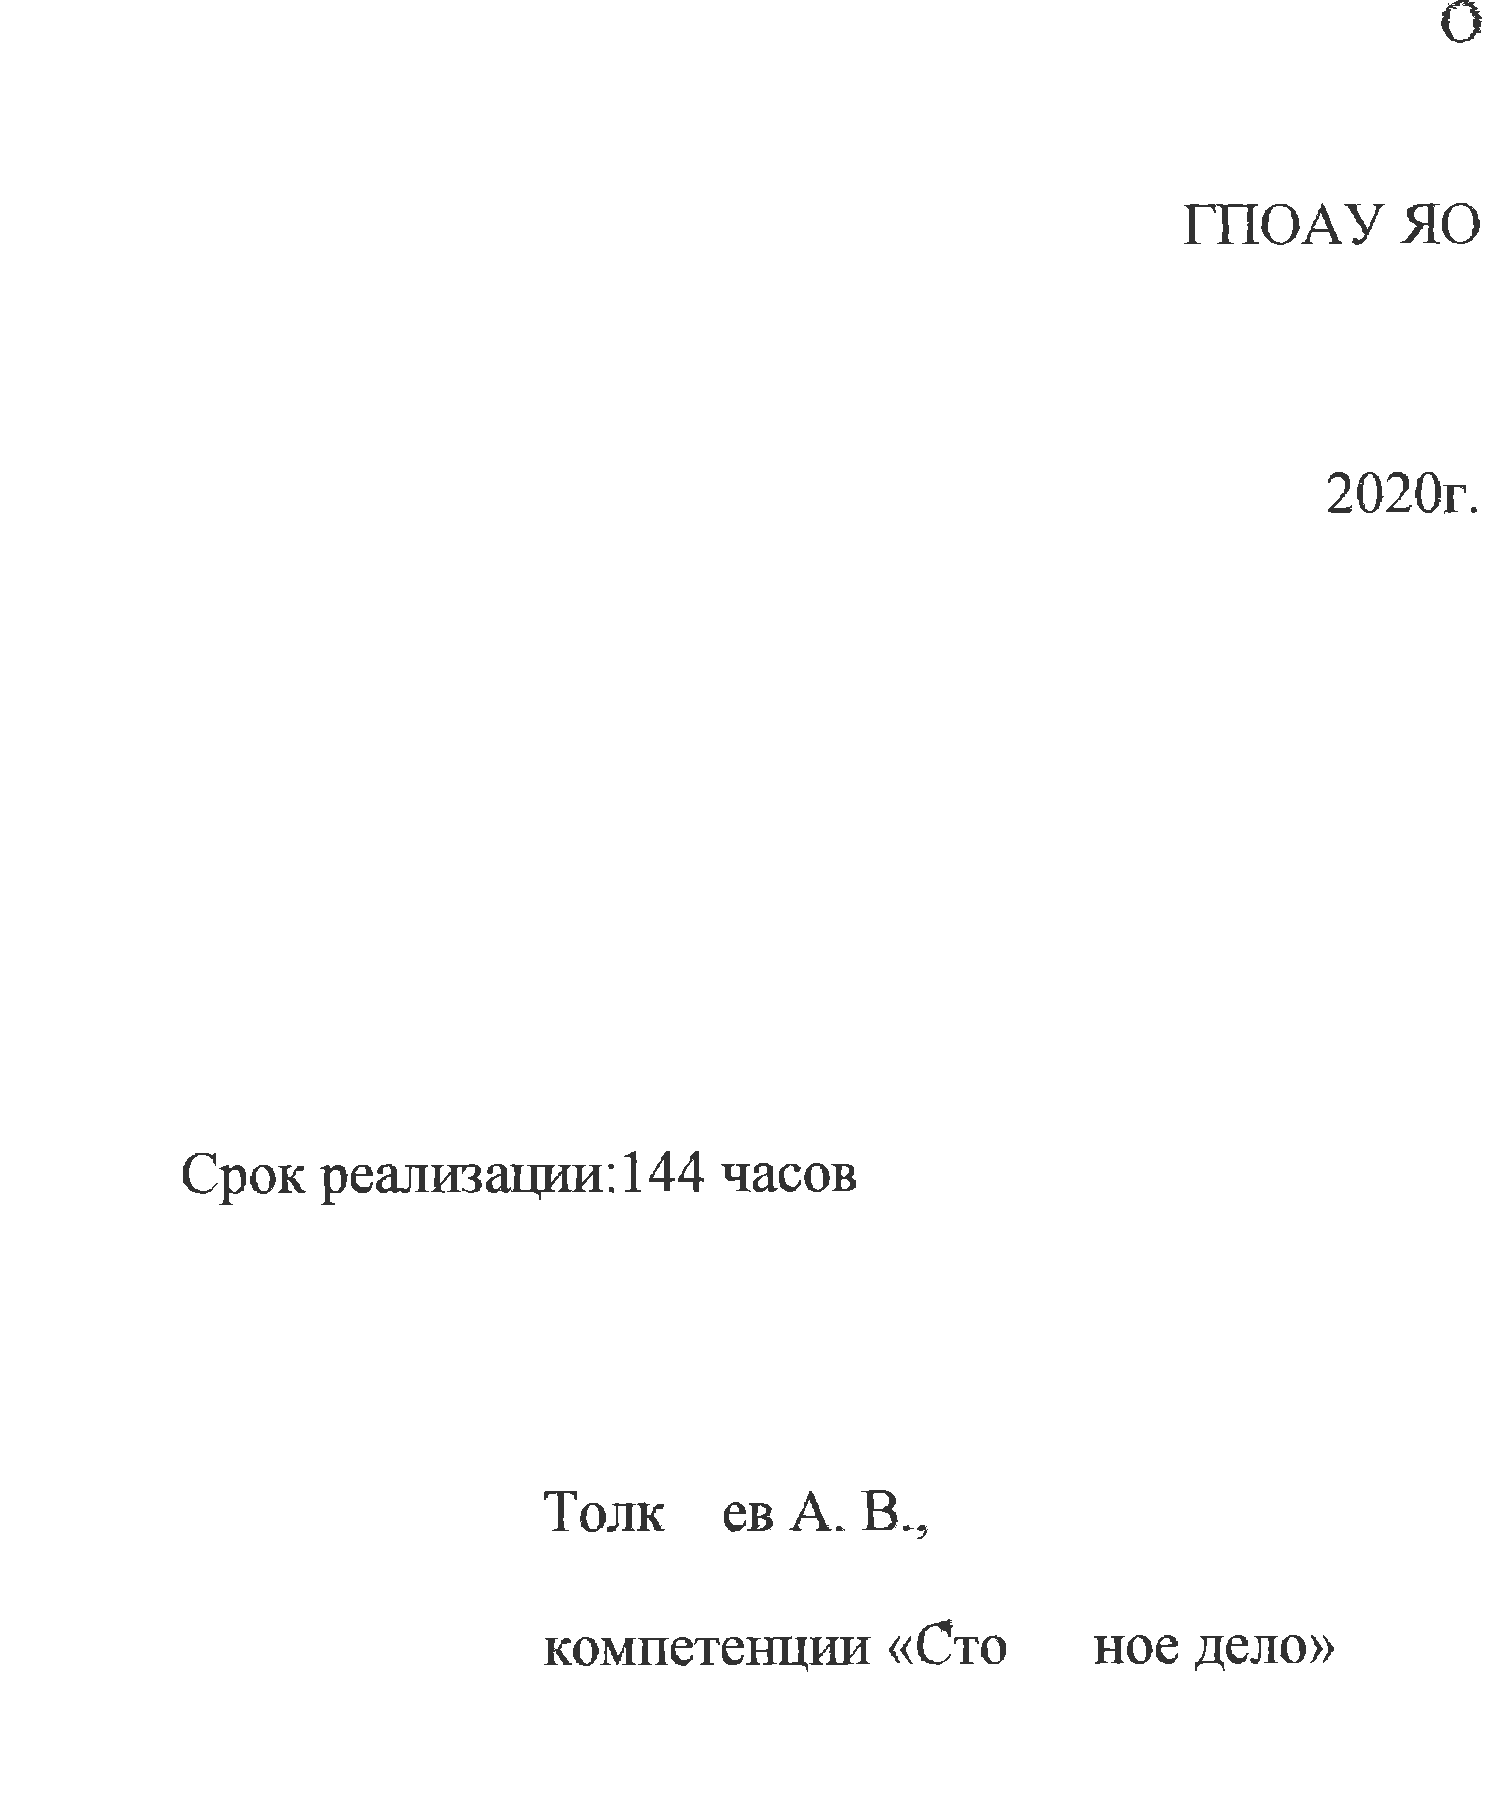 О
ГПОАУ ЯО
2020г.
Срок реализации:144 часов
Толк ев А. В.,
компетенции «Сто ное дело»